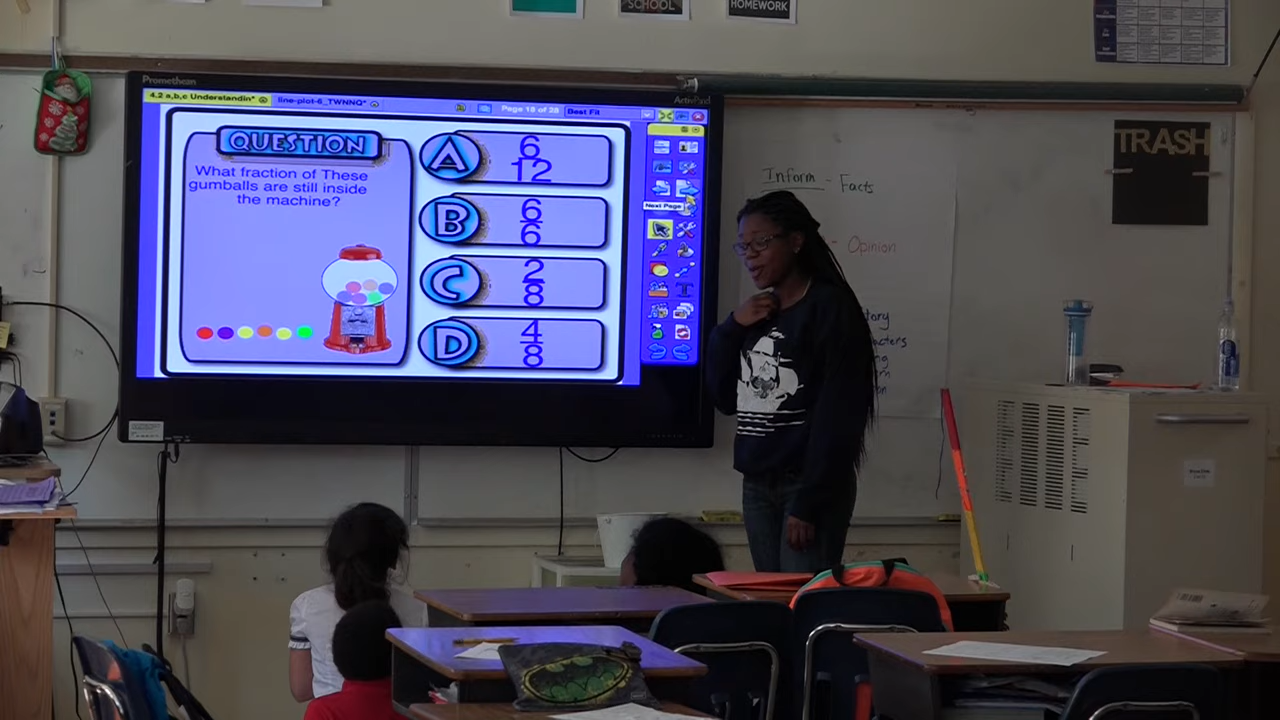 SCHOOL
HOMEWORK
Promethean
ActivPanel
4.2 a,b,c Understandin*
line-plot-6_TWNNQ*
Page 18 of 28
Best Fit
QUESTION
What fraction of These
gumballs are still inside
the machine?
A
6
12
B
6
6
C
2
8
D
4
8
Next Page
Inform - Facts
- Opinion
TRASH